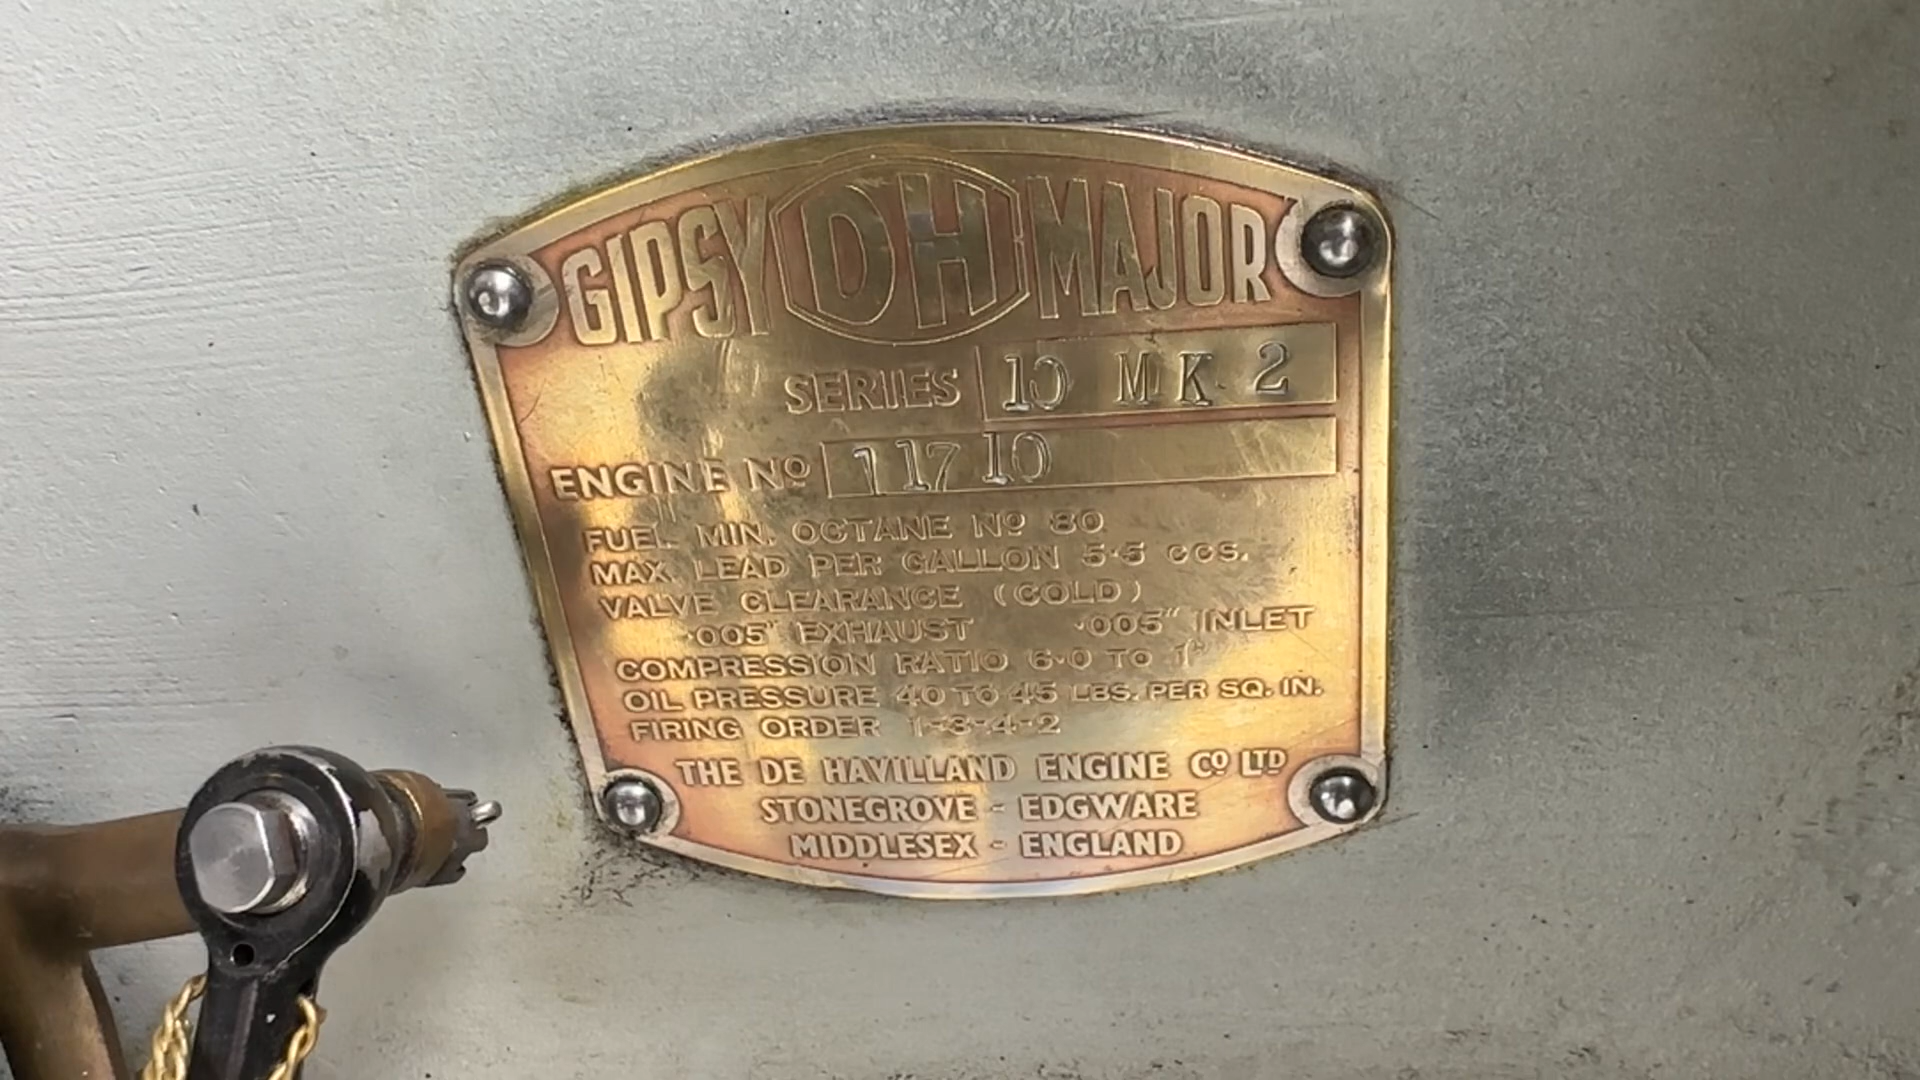 GIPSY DH MAJOR
SERIES 10 MK 2
ENGINE Nº 11710
FUEL MIN. OCTANE Nº 80
MAX. LEAD PER GALLON 5·5 CCS.
VALVE CLEARANCE (COLD)
·005" EXHAUST ·005" INLET
COMPRESSION RATIO 6·0 TO 1
OIL PRESSURE 40 TO 45 LBS. PER SQ. IN.
FIRING ORDER 1-3-4-2
THE DE HAVILLAND ENGINE Cº LTD
STONEGROVE - EDGWARE
MIDDLESEX - ENGLAND